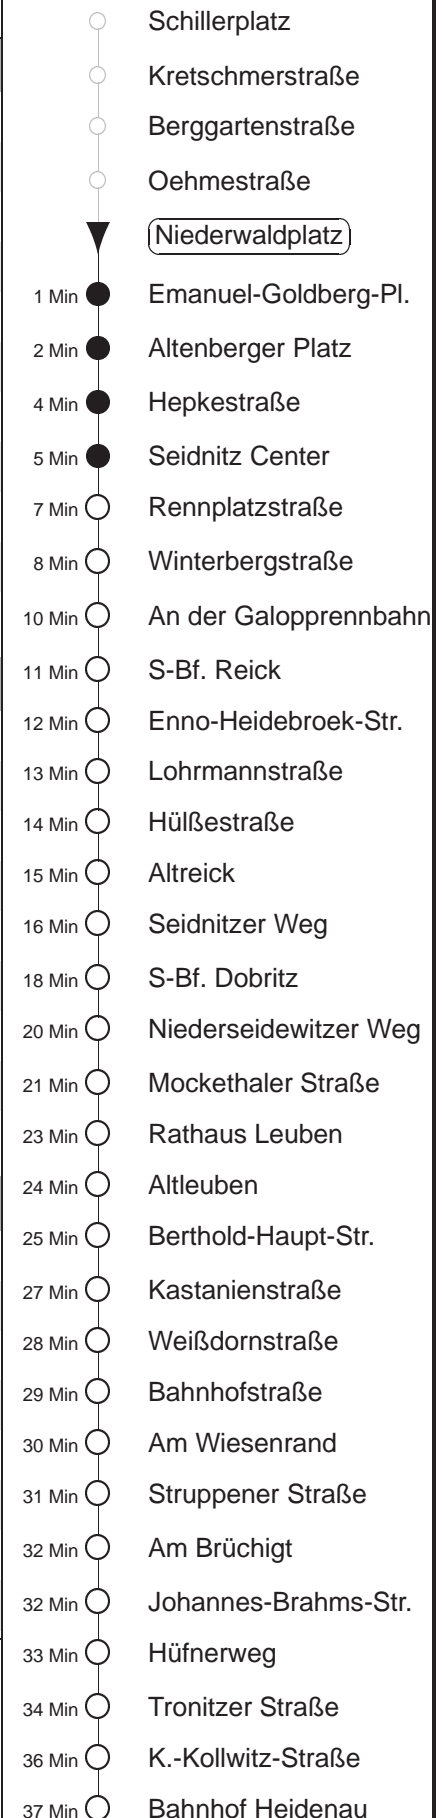 Schillerplatz
Kretschmerstraße
Berggartenstraße
Oehmestraße
Niederwaldplatz
1 Min Emanuel-Goldberg-Pl.
2 Min Altenberger Platz
4 Min Hepkestraße
5 Min Seidnitz Center
7 Min Rennplatzstraße
8 Min Winterbergstraße
10 Min An der Galopprennbahn
11 Min S-Bf. Reick
12 Min Enno-Heidebroek-Str.
13 Min Lohrmannstraße
14 Min Hülßestraße
15 Min Altreick
16 Min Seidnitzer Weg
18 Min S-Bf. Dobritz
20 Min Niederseidewitzer Weg
21 Min Mockethaler Straße
23 Min Rathaus Leuben
24 Min Altleuben
25 Min Berthold-Haupt-Str.
27 Min Kastanienstraße
28 Min Weißdornstraße
29 Min Bahnhofstraße
30 Min Am Wiesenrand
31 Min Struppener Straße
32 Min Am Brüchigt
32 Min Johannes-Brahms-Str.
33 Min Hüfnerweg
34 Min Tronitzer Straße
36 Min K.-Kollwitz-Straße
37 Min Bahnhof Heidenau